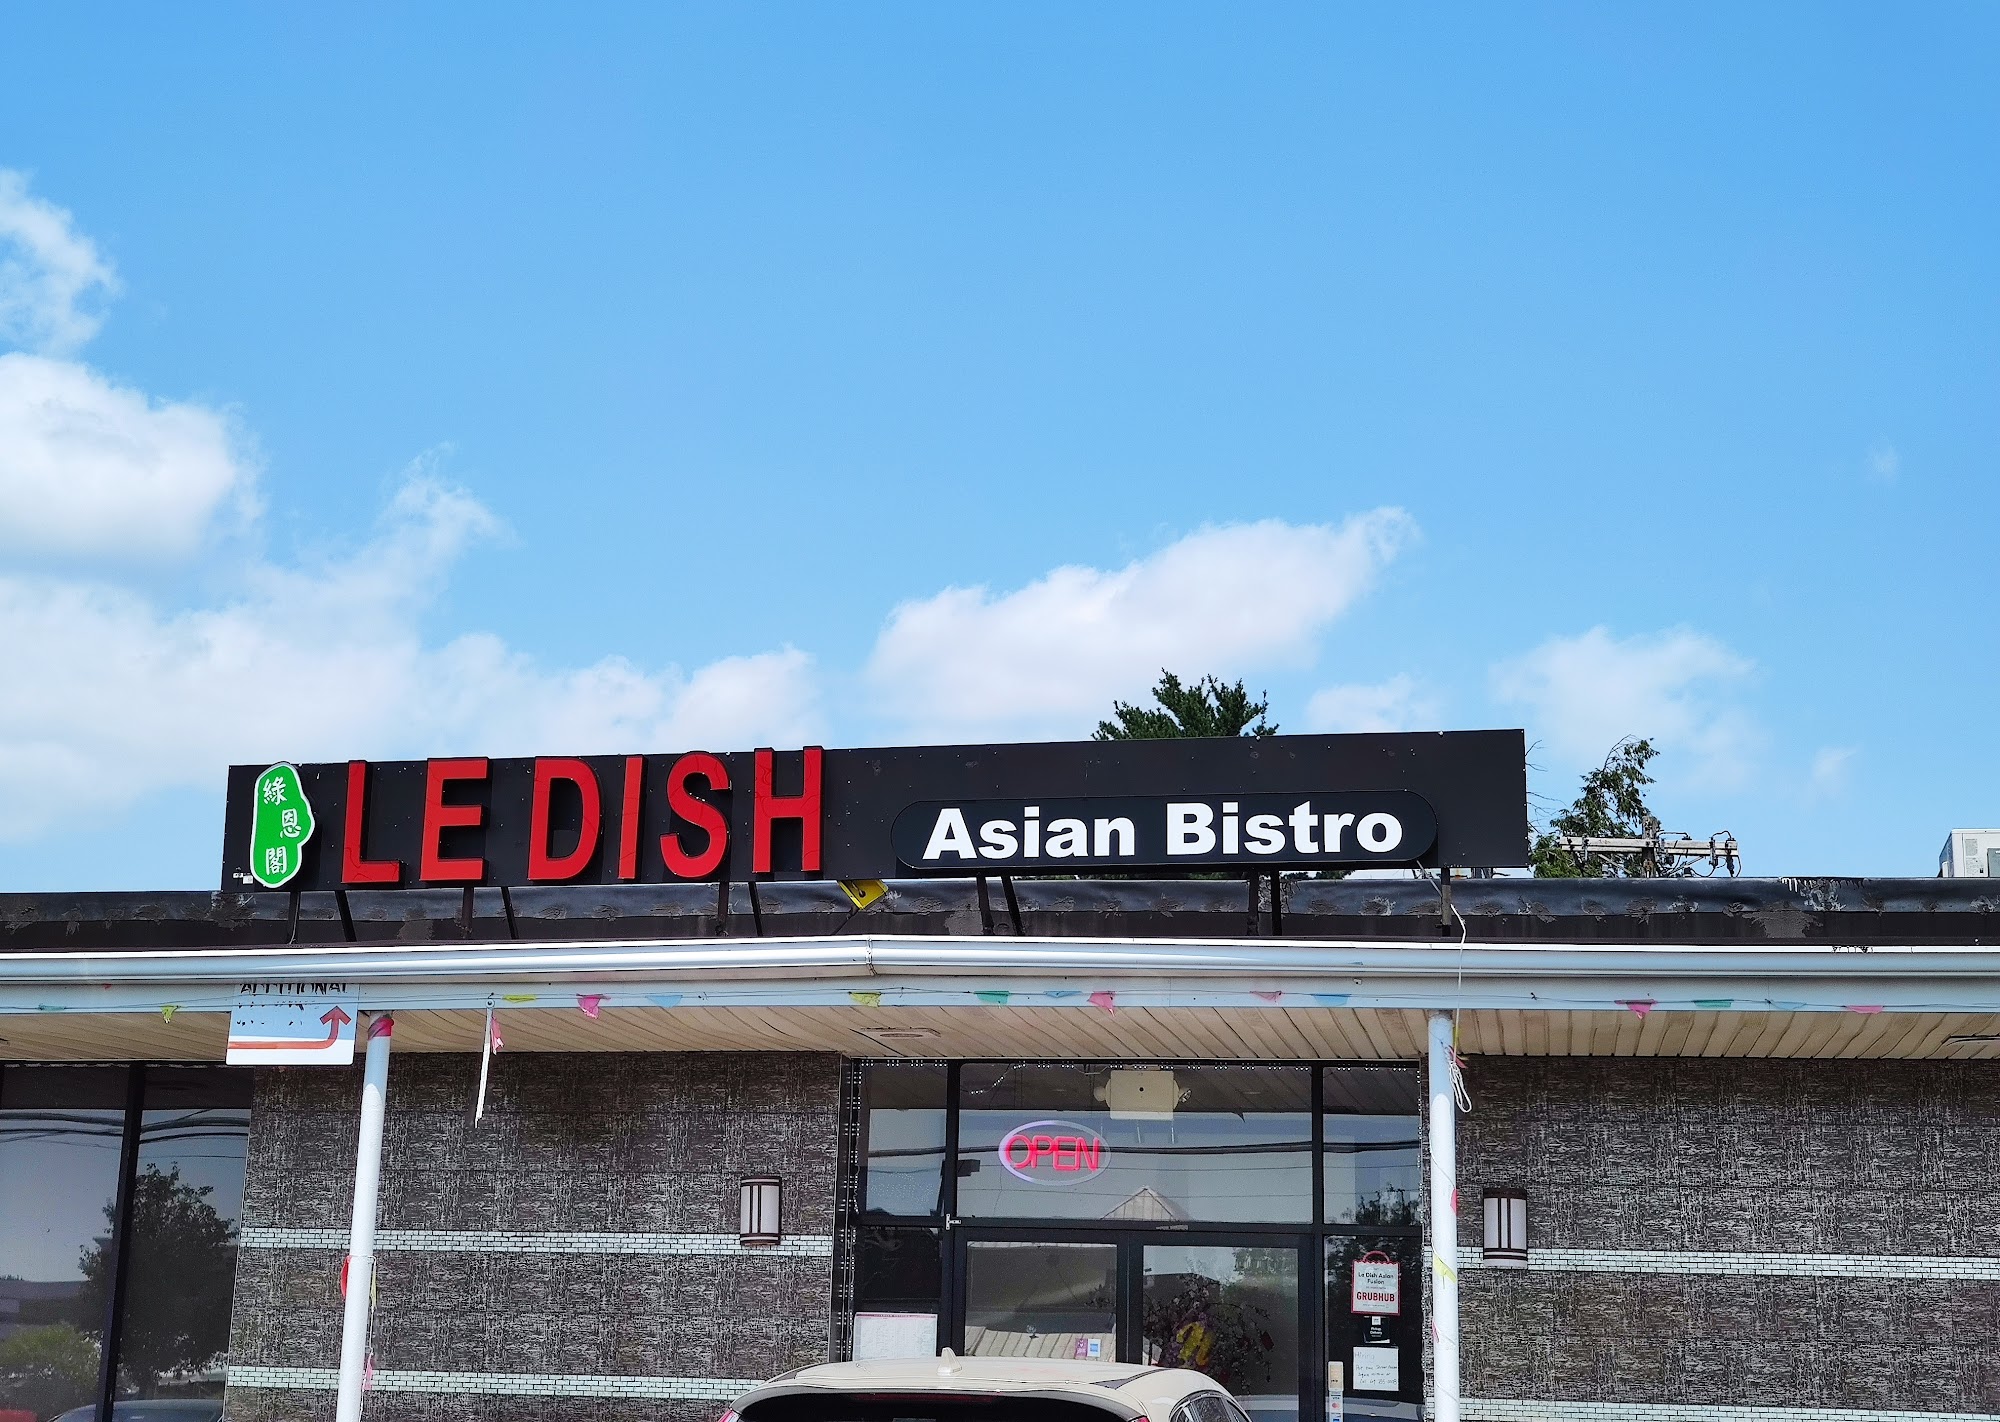 綠恩閣
LE DISH
Asian Bistro
OPEN
Le Dish Asian
Fusion
GRUBHUB